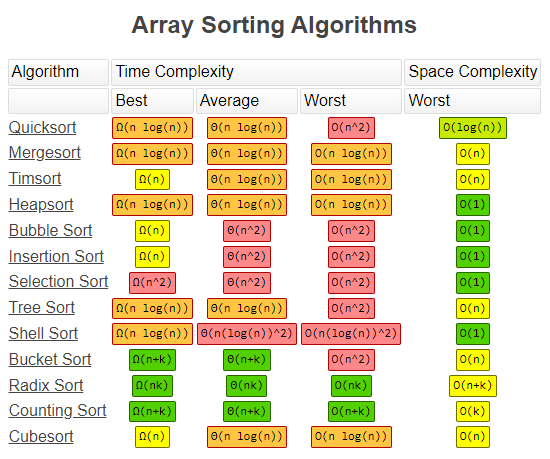 Array Sorting Algorithms
Algorithm Time Complexity Space Complexity
Best Average Worst Worst
Quicksort Ω(n log(n)) Θ(n log(n)) O(n^2) O(log(n))
Mergesort Ω(n log(n)) Θ(n log(n)) O(n log(n)) O(n)
Timsort Ω(n) Θ(n log(n)) O(n log(n)) O(n)
Heapsort Ω(n log(n)) Θ(n log(n)) O(n log(n)) O(1)
Bubble Sort Ω(n) Θ(n^2) O(n^2) O(1)
Insertion Sort Ω(n) Θ(n^2) O(n^2) O(1)
Selection Sort Ω(n^2) Θ(n^2) O(n^2) O(1)
Tree Sort Ω(n log(n)) Θ(n log(n)) O(n^2) O(n)
Shell Sort Ω(n log(n)) Θ(n(log(n))^2) O(n(log(n))^2) O(1)
Bucket Sort Ω(n+k) Θ(n+k) O(n^2) O(n)
Radix Sort Ω(nk) Θ(nk) O(nk) O(n+k)
Counting Sort Ω(n+k) Θ(n+k) O(n+k) O(k)
Cubesort Ω(n) Θ(n log(n)) O(n log(n)) O(n)